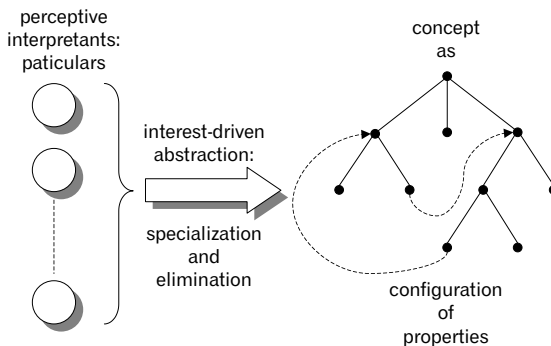 perceptive
interpretants:
paticulars
interest-driven
abstraction:
specialization
and
elimination
concept
as
configuration
of
properties